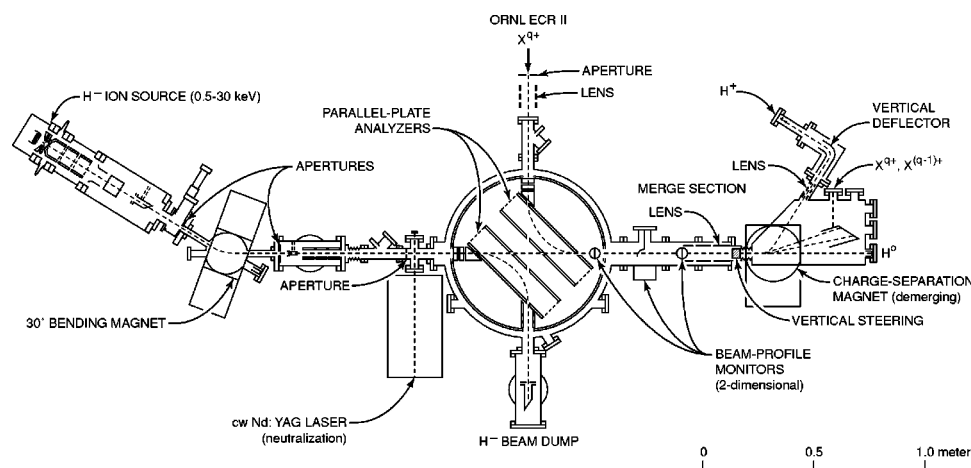 ORNL ECR II
X^q+
APERTURE
LENS
H^− ION SOURCE (0.5-30 keV)
PARALLEL-PLATE
ANALYZERS
H^+
VERTICAL
DEFLECTOR
APERTURES
LENS
X^q+, X^(q-1)+
MERGE SECTION
LENS
H^o
APERTURE
CHARGE-SEPARATION
MAGNET (demerging)
30° BENDING MAGNET
VERTICAL STEERING
BEAM-PROFILE
MONITORS
(2-dimensional)
cw Nd: YAG LASER
(neutralization)
H^− BEAM DUMP
0 0.5 1.0 meter